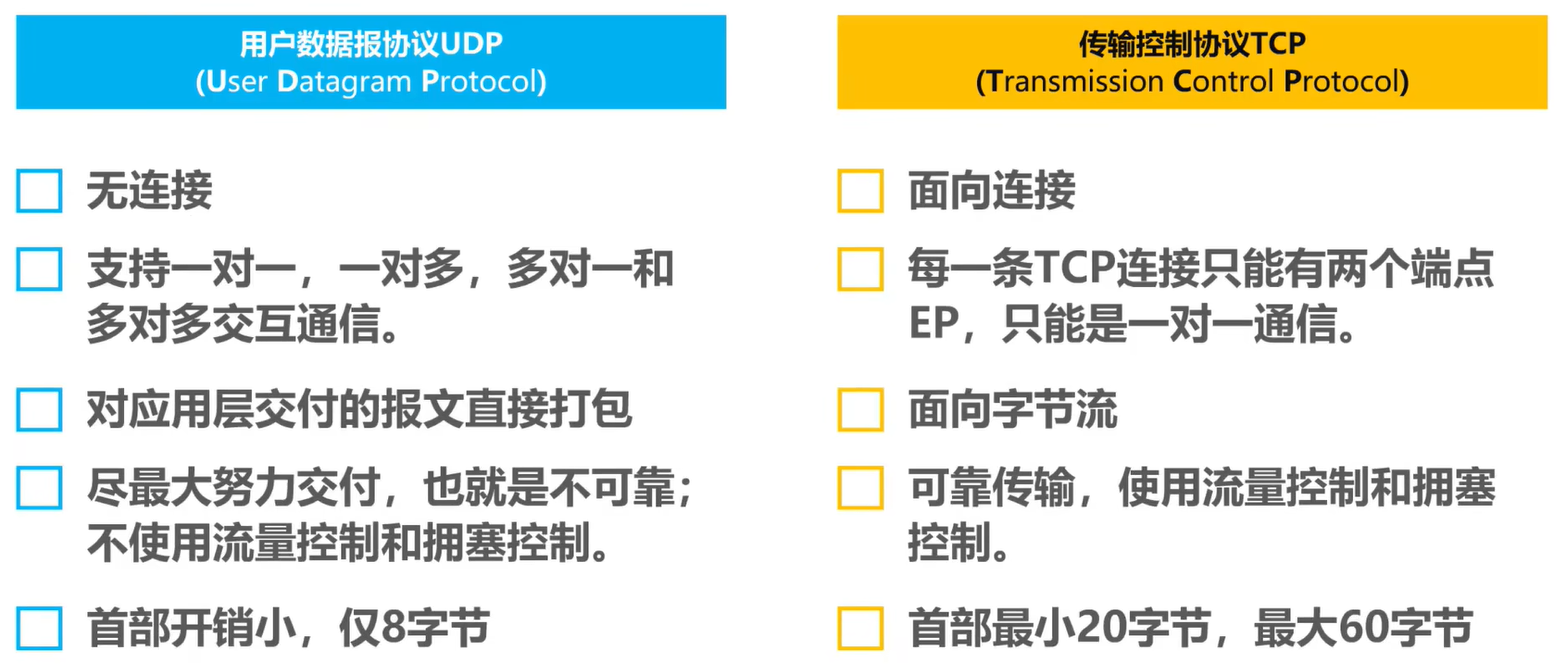 用户数据报协议UDP
(User Datagram Protocol)
无连接
支持一对一，一对多，多对一和
多对多交互通信。
对应用层交付的报文直接打包
尽最大努力交付，也就是不可靠；
不使用流量控制和拥塞控制。
首部开销小，仅8字节
传输控制协议TCP
(Transmission Control Protocol)
面向连接
每一条TCP连接只能有两个端点
EP，只能是一对一通信。
面向字节流
可靠传输，使用流量控制和拥塞
控制。
首部最小20字节，最大60字节